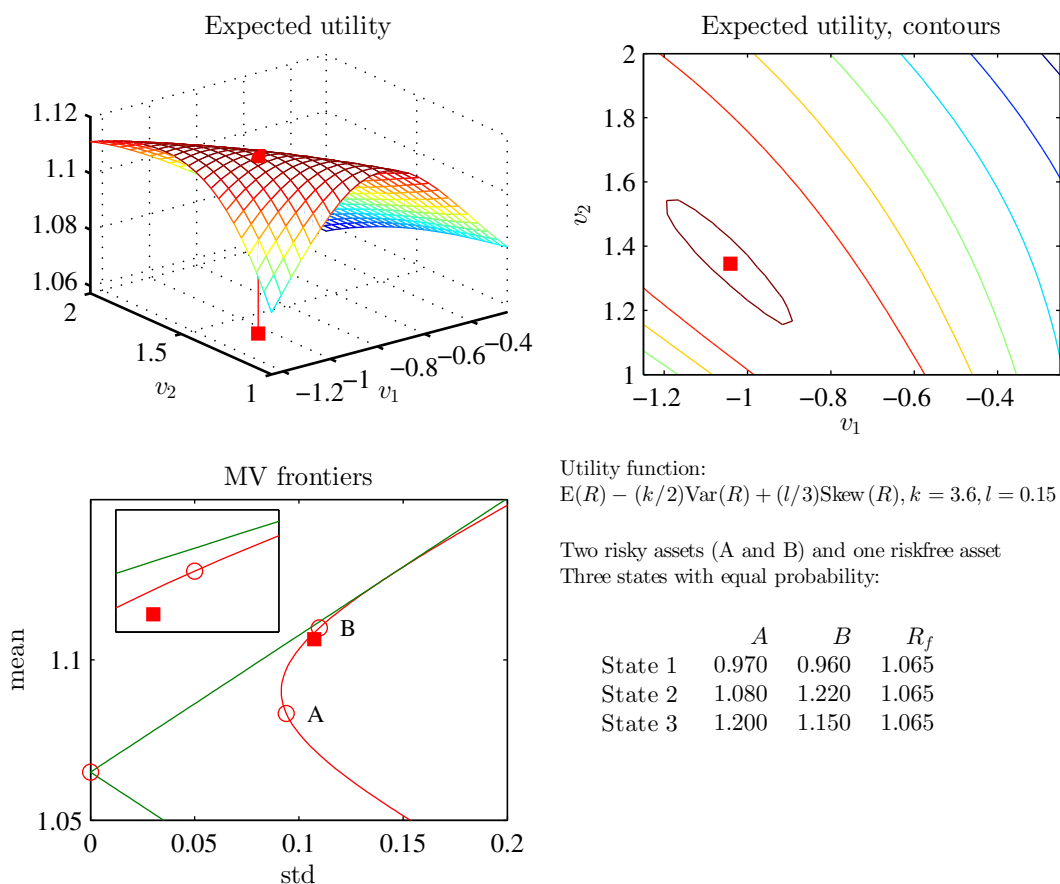 Expected utility
1.12
1.1
1.08
1.06
2
1.5
1
v2
−1.2
−1
−0.8
−0.6
−0.4
v1
Expected utility, contours
2
1.8
1.6
1.4
1.2
1
v2
−1.2
−1
−0.8
−0.6
−0.4
v1
MV frontiers
1.1
1.05
mean
B
A
0
0.05
0.1
0.15
0.2
std
Utility function:
E(R) − (k/2)Var(R) + (l/3)Skew (R), k = 3.6, l = 0.15
Two risky assets (A and B) and one riskfree asset
Three states with equal probability:
A B Rf
State 1 0.970 0.960 1.065
State 2 1.080 1.220 1.065
State 3 1.200 1.150 1.065